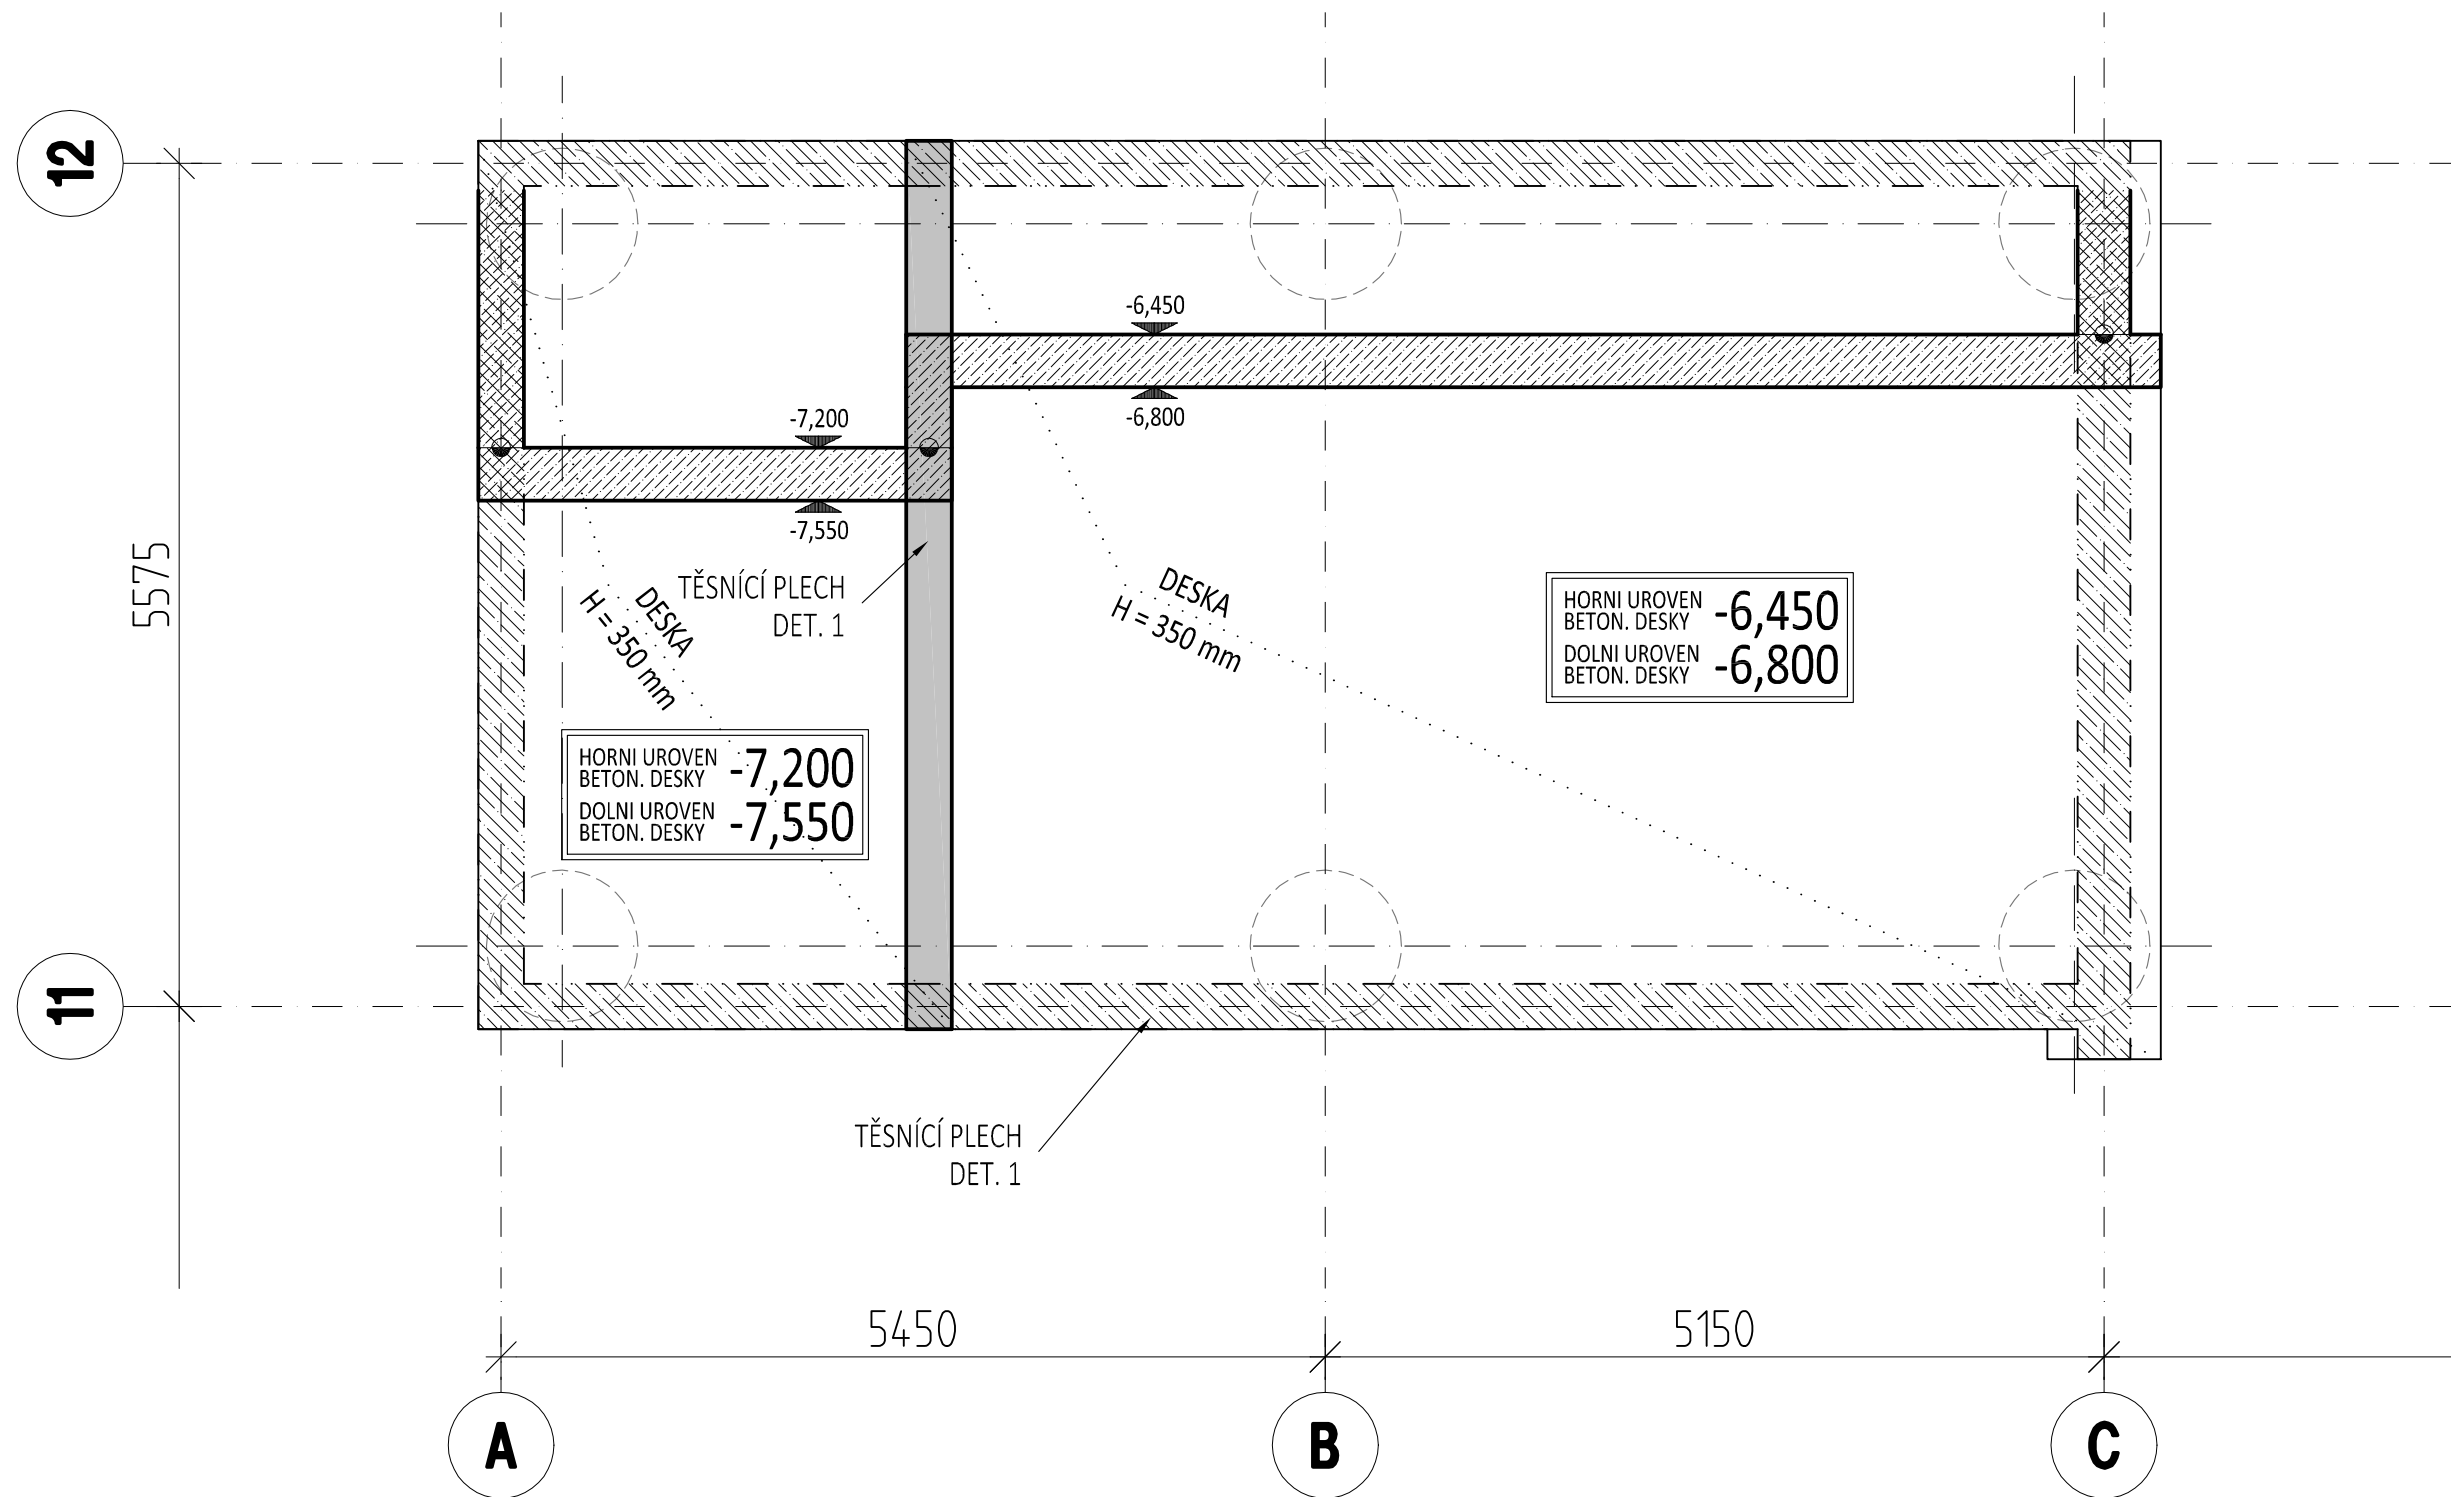 12
-6,450
-6,800
-7,200
-7,550
5575
TĚSNÍCÍ PLECH
DET. 1
DESKA
H = 350 mm
DESKA
H = 350 mm
HORNI UROVEN
BETON. DESKY
-6,450
DOLNI UROVEN
BETON. DESKY
-6,800
HORNI UROVEN
BETON. DESKY
-7,200
DOLNI UROVEN
BETON. DESKY
-7,550
11
TĚSNÍCÍ PLECH
DET. 1
5450
5150
A
B
C